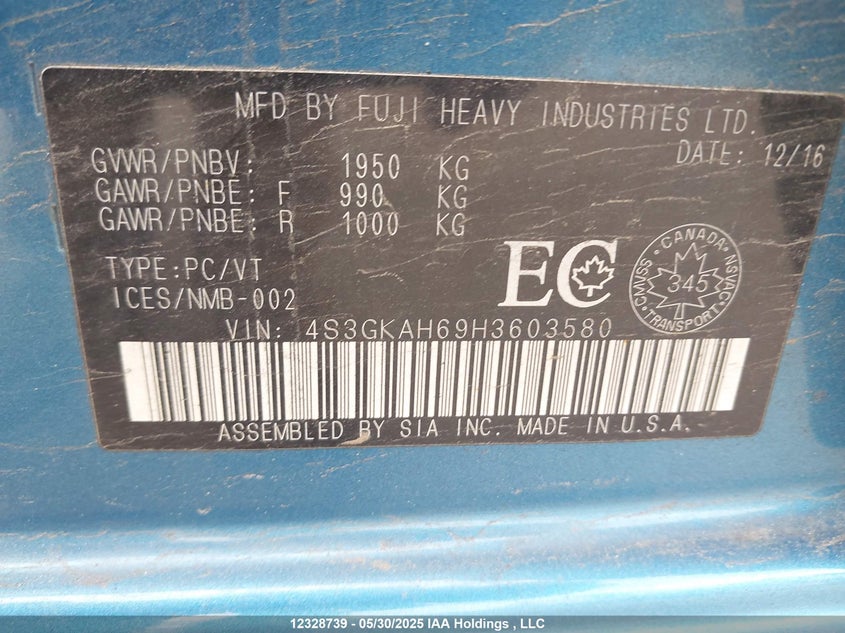 MFD BY FUJI HEAVY INDUSTRIES LTD.
DATE: 12/16
GVWR/PNBV: 1950 KG
GAWR/PNBE: F 990 KG
GAWR/PNBE: R 1000 KG
TYPE:PC/VT
ICES/NMB-002
EC
CANADA
CMVSS
345
NSVAC
TRANSPORT
VIN: 4S3GKAH69H3603580
ASSEMBLED BY SIA INC. MADE IN U.S.A.
12328739 - 05/30/2025 IAA Holdings , LLC